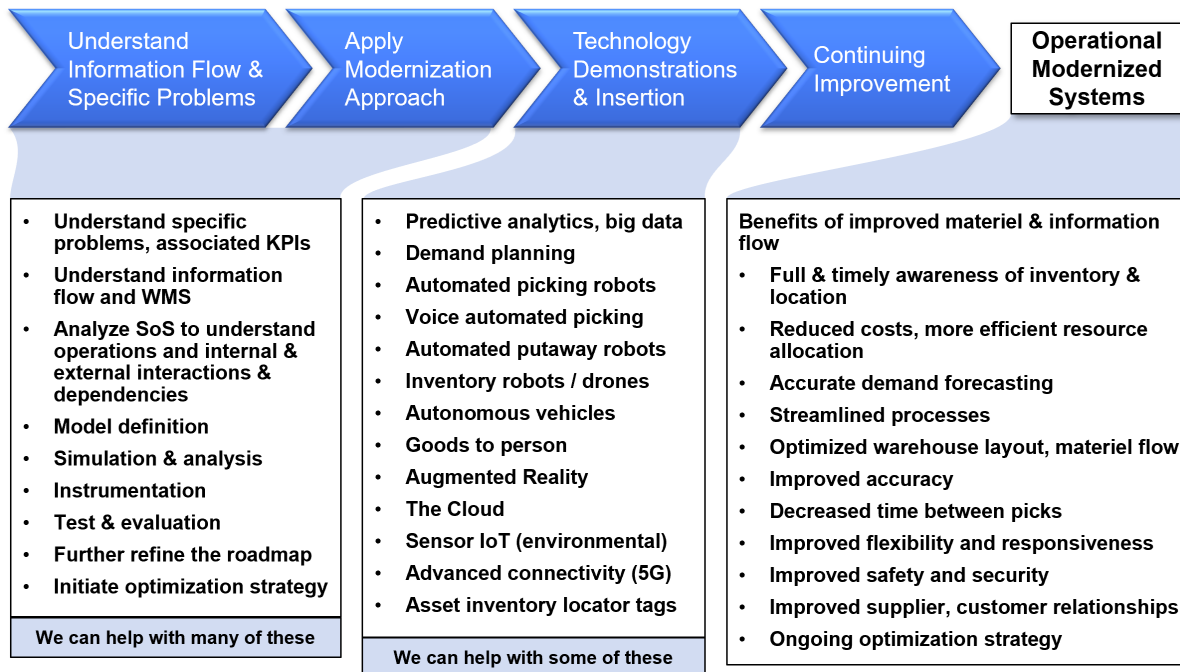 Understand
Information Flow &
Specific Problems
Apply
Modernization
Approach
Technology
Demonstrations
& Insertion
Continuing
Improvement
Operational
Modernized
Systems
• Understand specific
problems, associated KPIs
• Understand information
flow and WMS
• Analyze SoS to understand
operations and internal &
external interactions &
dependencies
• Model definition
• Simulation & analysis
• Instrumentation
• Test & evaluation
• Further refine the roadmap
• Initiate optimization strategy
We can help with many of these
• Predictive analytics, big data
• Demand planning
• Automated picking robots
• Voice automated picking
• Automated putaway robots
• Inventory robots / drones
• Autonomous vehicles
• Goods to person
• Augmented Reality
• The Cloud
• Sensor IoT (environmental)
• Advanced connectivity (5G)
• Asset inventory locator tags
We can help with some of these
Benefits of improved materiel & information
flow
• Full & timely awareness of inventory &
location
• Reduced costs, more efficient resource
allocation
• Accurate demand forecasting
• Streamlined processes
• Optimized warehouse layout, materiel flow
• Improved accuracy
• Decreased time between picks
• Improved flexibility and responsiveness
• Improved safety and security
• Improved supplier, customer relationships
• Ongoing optimization strategy